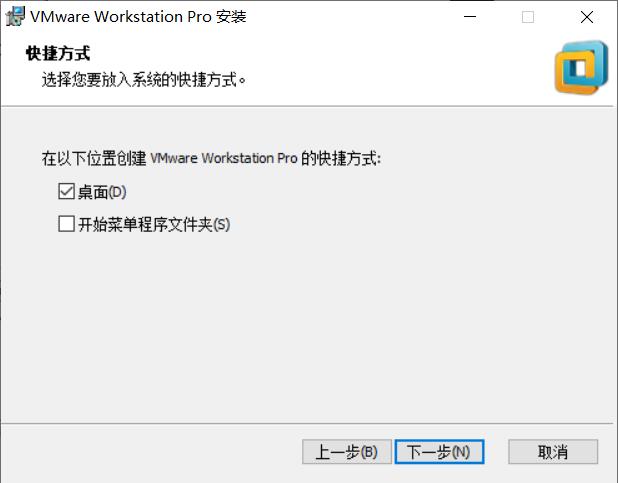 VMware Workstation Pro 安装
快捷方式
选择您要放入系统的快捷方式。
在以下位置创建 VMware Workstation Pro 的快捷方式:
桌面(D)
开始菜单程序文件夹(S)
上一步(B) 下一步(N) 取消